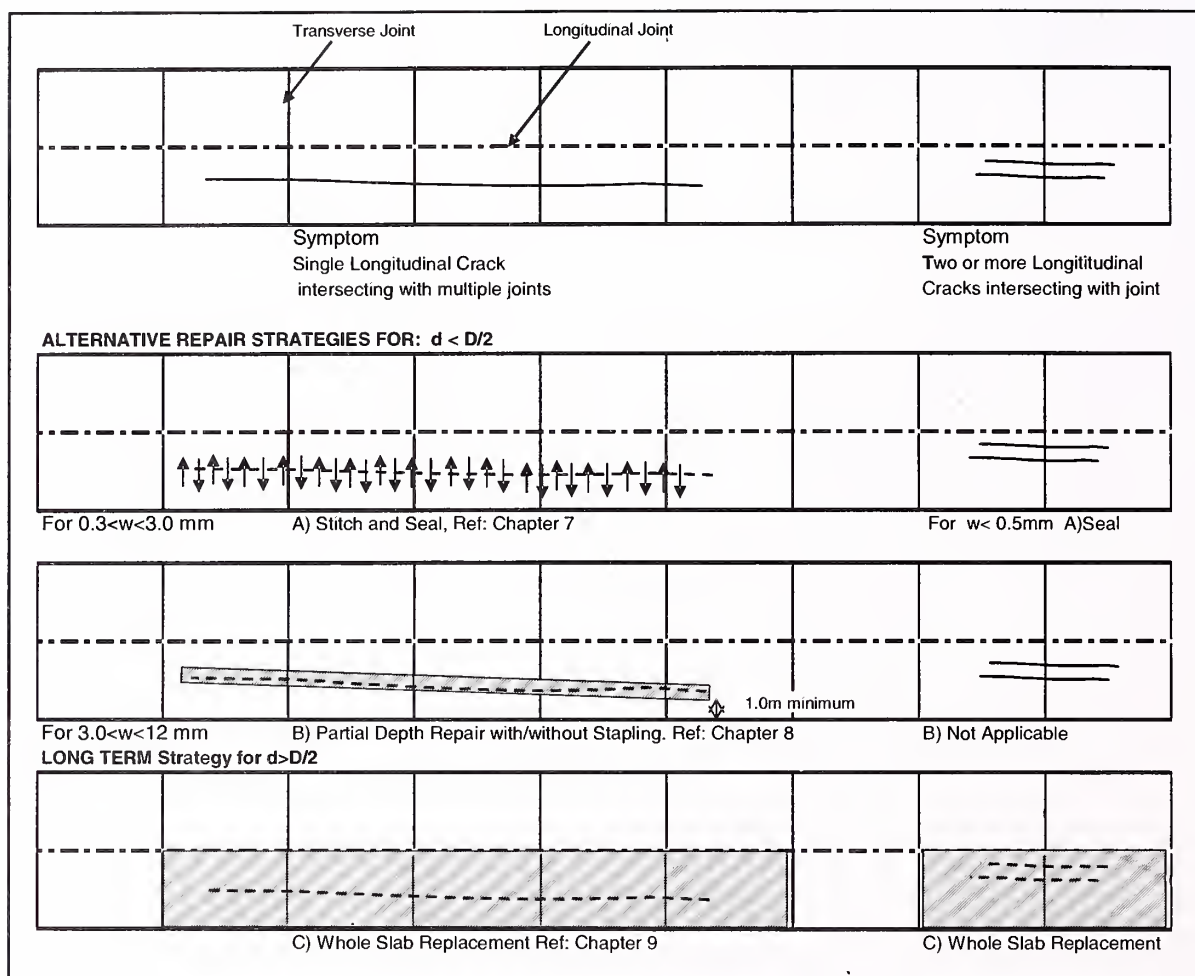 Transverse Joint
Longitudinal Joint
Symptom
Single Longitudinal Crack
intersecting with multiple joints
Symptom
Two or more Longititudinal
Cracks intersecting with joint
ALTERNATIVE REPAIR STRATEGIES FOR: d < D/2
For 0.3<w<3.0 mm
A) Stitch and Seal, Ref: Chapter 7
For w< 0.5mm A)Seal
1.0m minimum
For 3.0<w<12 mm
B) Partial Depth Repair with/without Stapling. Ref: Chapter 8
B) Not Applicable
LONG TERM Strategy for d>D/2
C) Whole Slab Replacement Ref: Chapter 9
C) Whole Slab Replacement